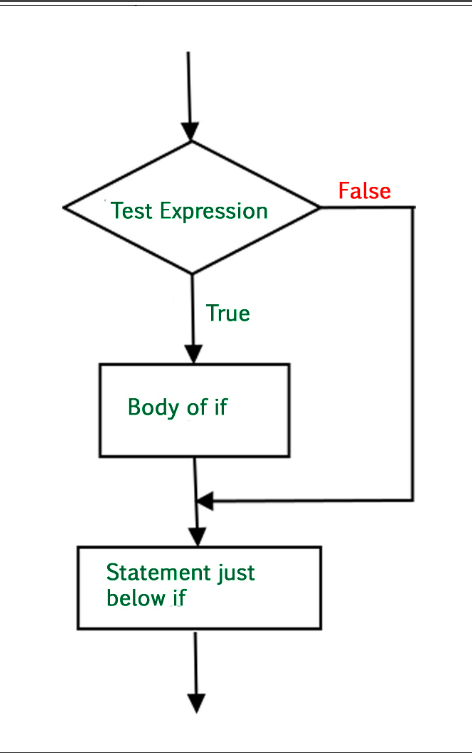 False
Test Expression
True
Body of if
Statement just
below if